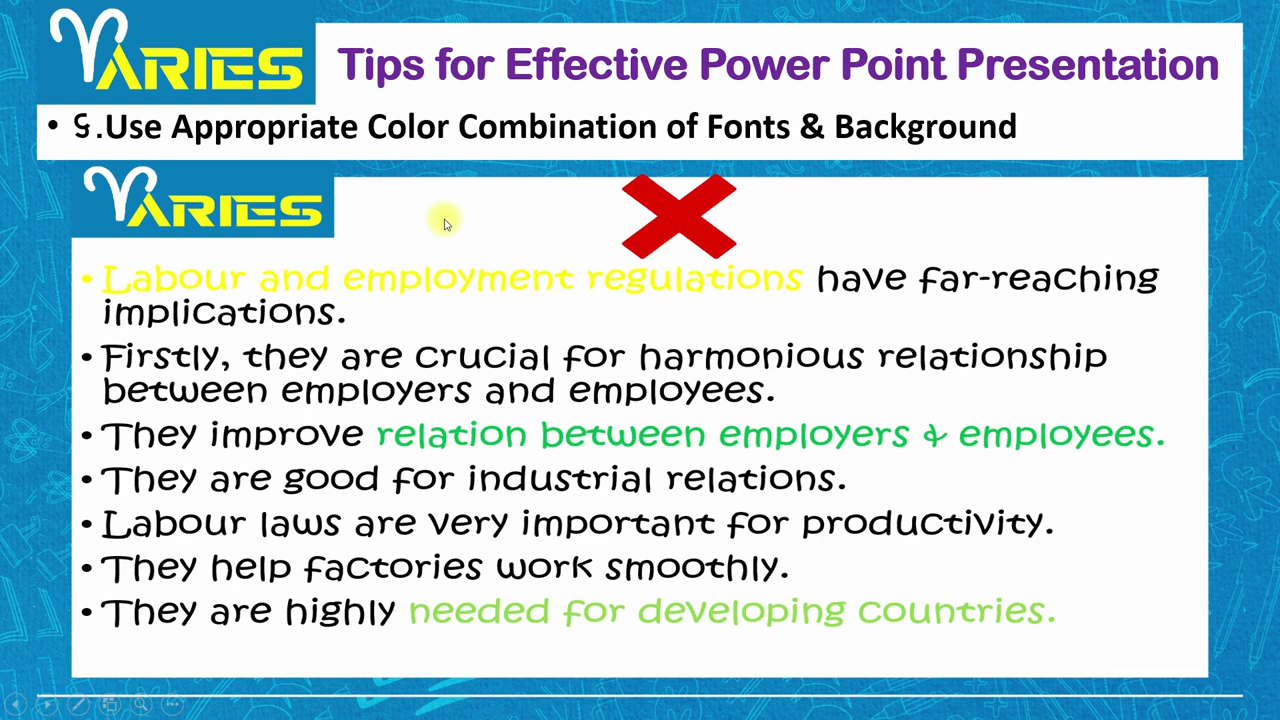 ARIES
Tips for Effective Power Point Presentation
• ၄.Use Appropriate Color Combination of Fonts & Background
ARIES
• Labour and employment regulations have far-reaching
implications.
• Firstly, they are crucial for harmonious relationship
between employers and employees.
• They improve relation between employers & employees.
• They are good for industrial relations.
• Labour laws are very important for productivity.
• They help factories work smoothly.
• They are highly needed for developing countries.